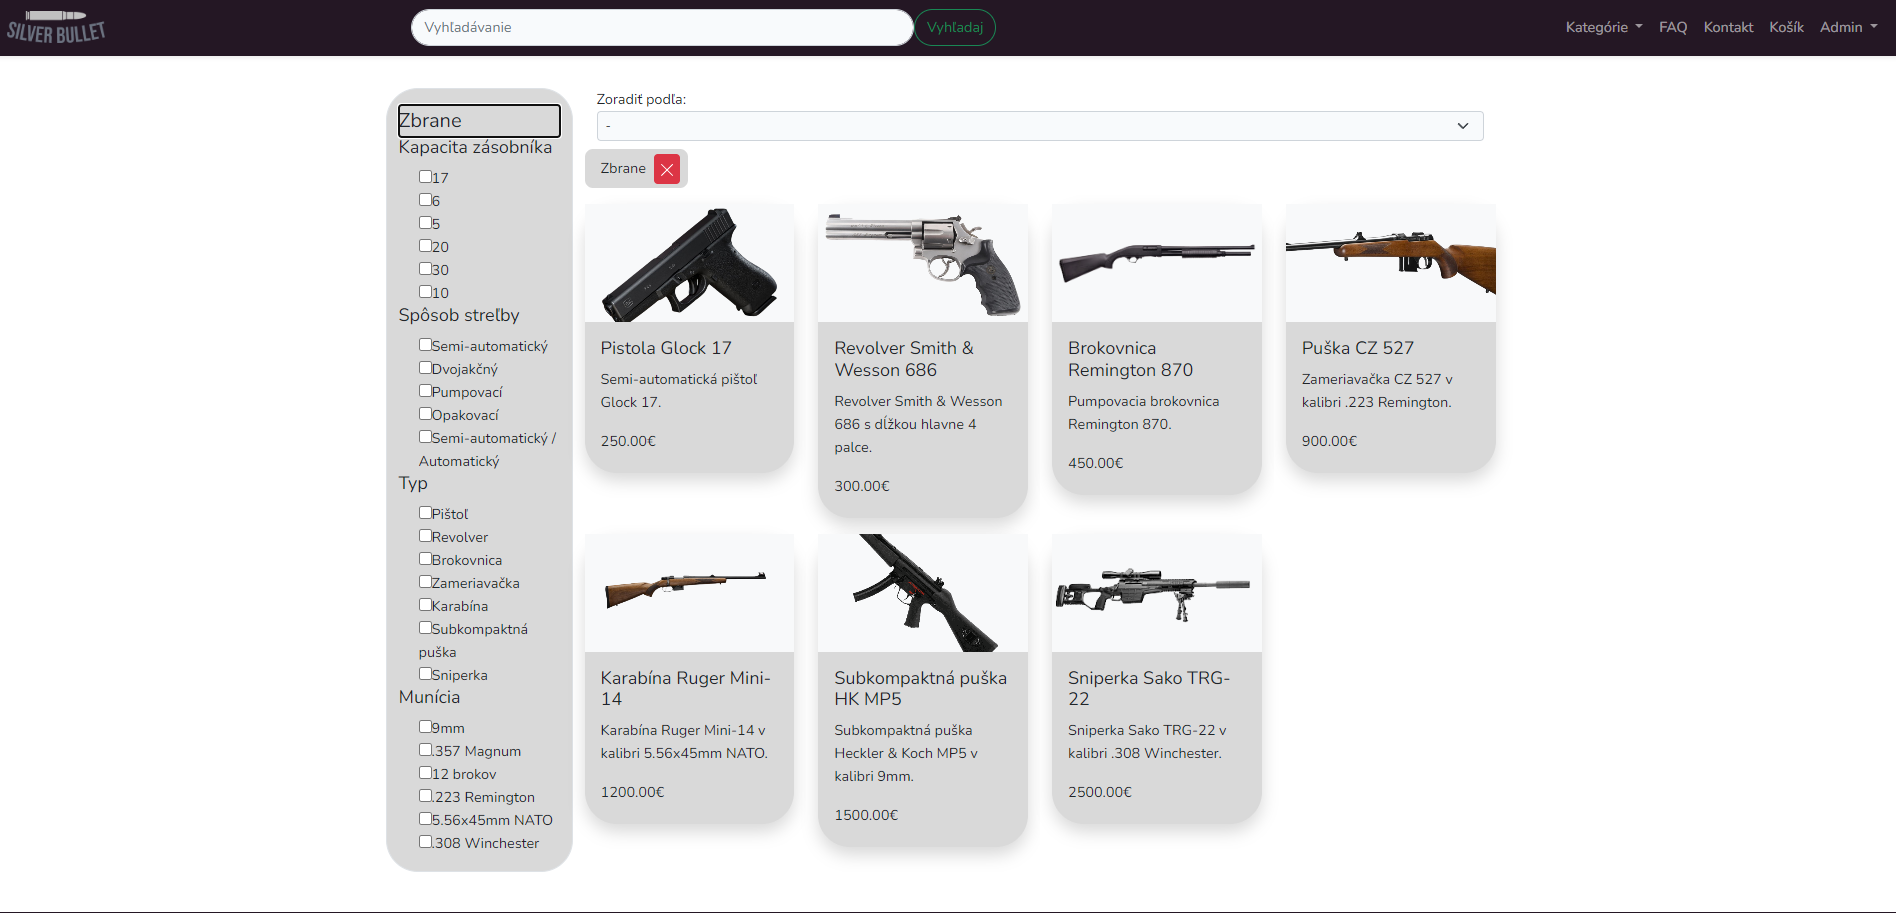 SILVER BULLET
Vyhľadávanie
Vyhľadaj
Kategórie
FAQ
Kontakt
Košík
Admin
Zbrane
Kapacita zásobníka
17
6
5
20
30
10
Spôsob streľby
Semi-automatický
Dvojakčný
Pumpovací
Opakovací
Semi-automatický /
Automatický
Typ
Pištoľ
Revolver
Brokovnica
Zameriavačka
Karabína
Subkompaktná
puška
Sniperka
Munícia
9mm
.357 Magnum
12 brokov
.223 Remington
5.56x45mm NATO
.308 Winchester
Zoradiť podľa:
-
Zbrane
Pistola Glock 17
Semi-automatická pištoľ
Glock 17.
250.00€
Revolver Smith &
Wesson 686
Revolver Smith & Wesson
686 s dĺžkou hlavne 4
palce.
300.00€
Brokovnica
Remington 870
Pumpovacia brokovnica
Remington 870.
450.00€
Puška CZ 527
Zameriavačka CZ 527 v
kalibri .223 Remington.
900.00€
Karabína Ruger Mini-
14
Karabína Ruger Mini-14 v
kalibri 5.56x45mm NATO.
1200.00€
Subkompaktná puška
HK MP5
Subkompaktná puška
Heckler & Koch MP5 v
kalibri 9mm.
1500.00€
Sniperka Sako TRG-
22
Sniperka Sako TRG-22 v
kalibri .308 Winchester.
2500.00€